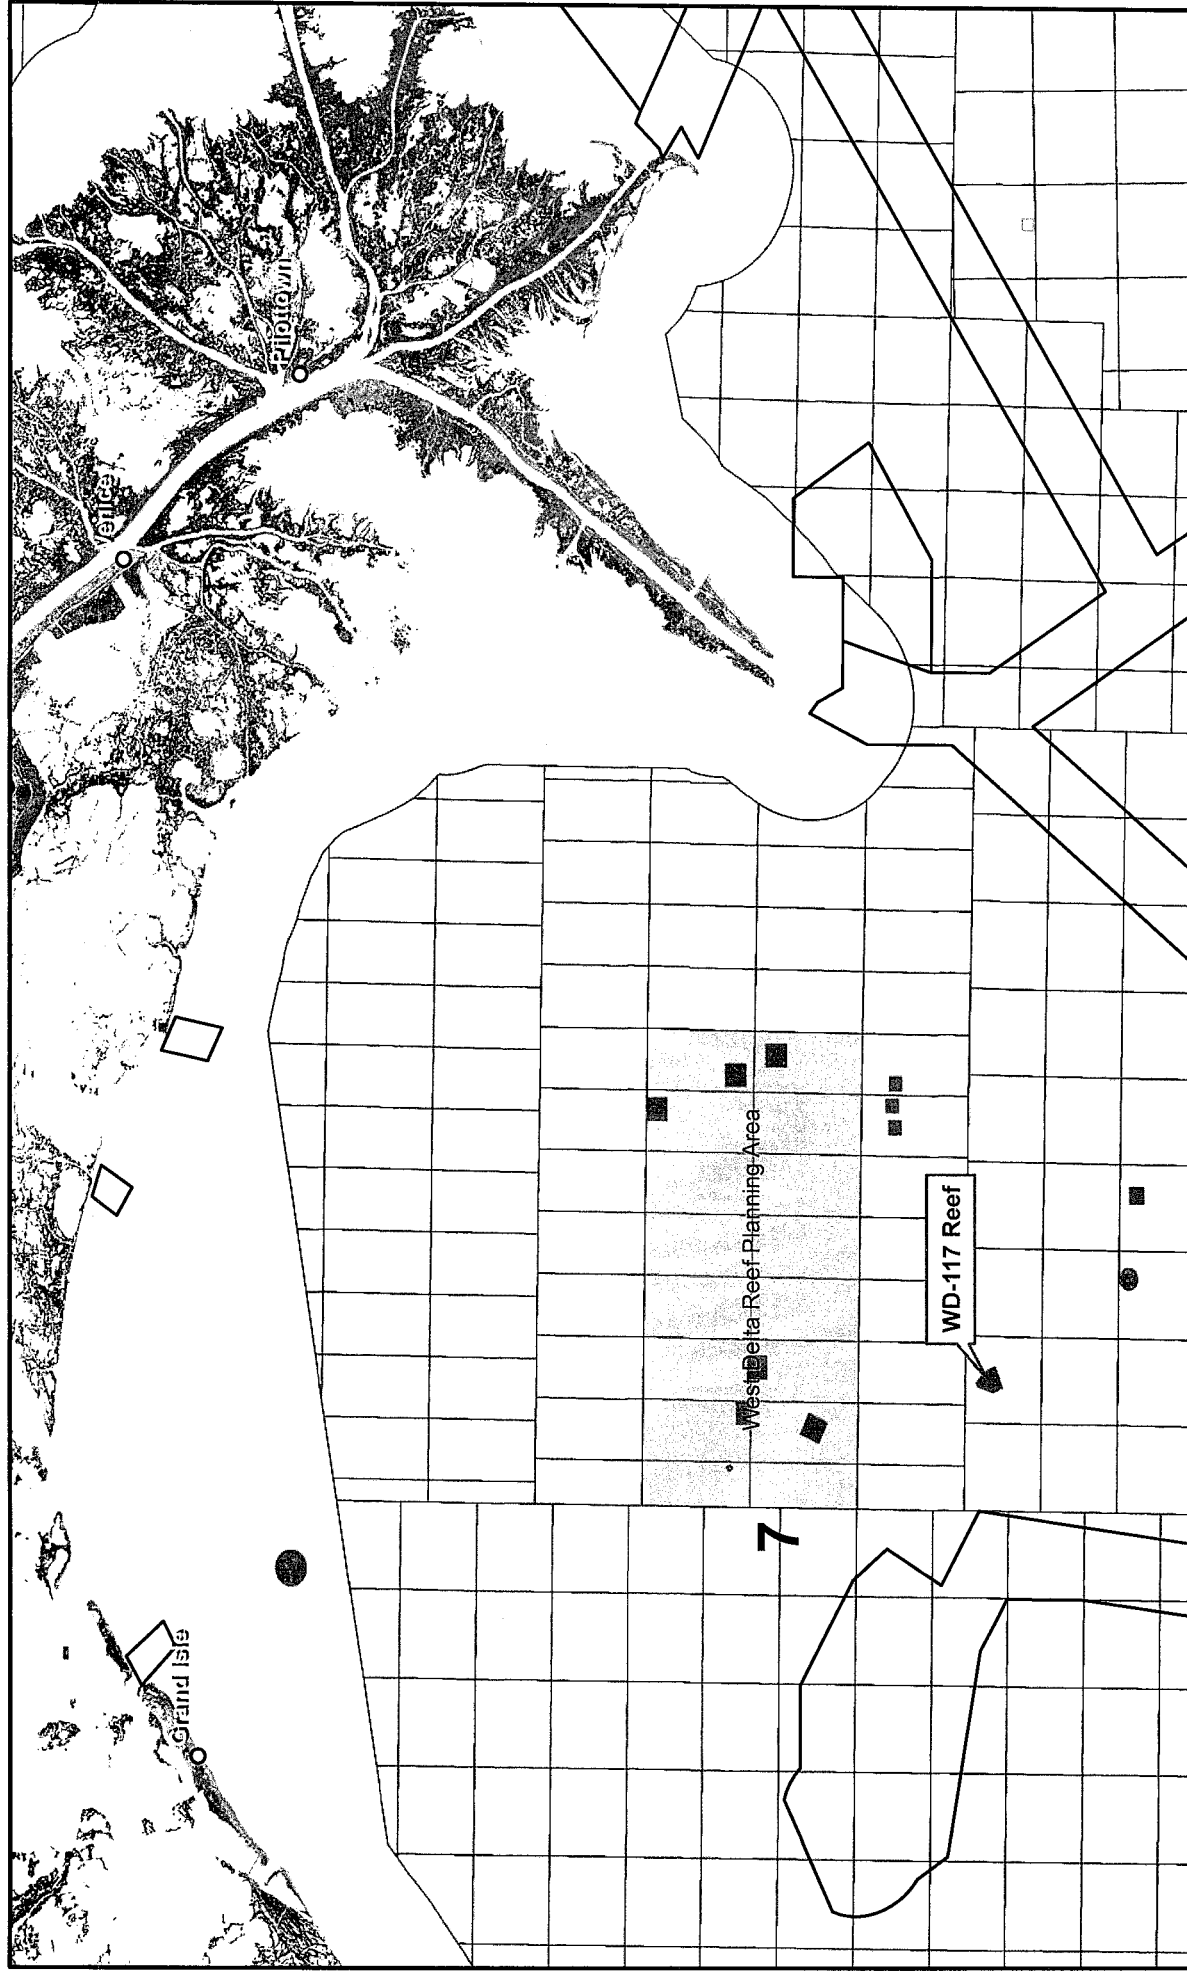 Venice
Pilottown
Grand Isle
West Delta Reef Planning Area
WD-117 Reef
7